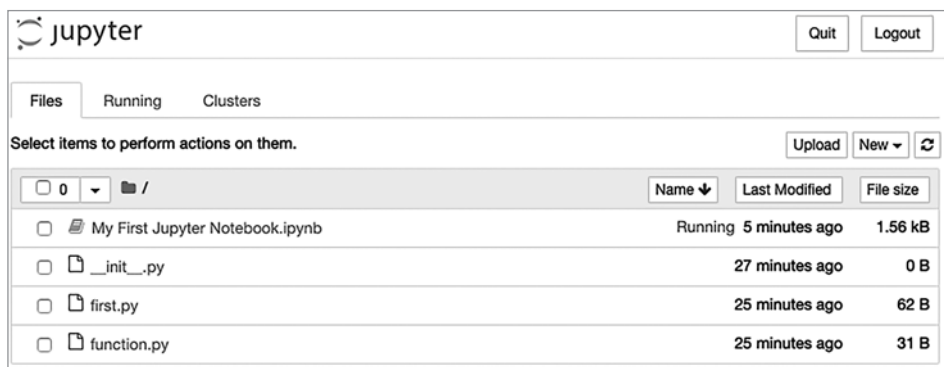 jupyter Quit Logout
Files Running Clusters
Select items to perform actions on them. Upload New
0 / Name Last Modified File size
My First Jupyter Notebook.ipynb Running 5 minutes ago 1.56 kB
__init__.py 27 minutes ago 0 B
first.py 25 minutes ago 62 B
function.py 25 minutes ago 31 B